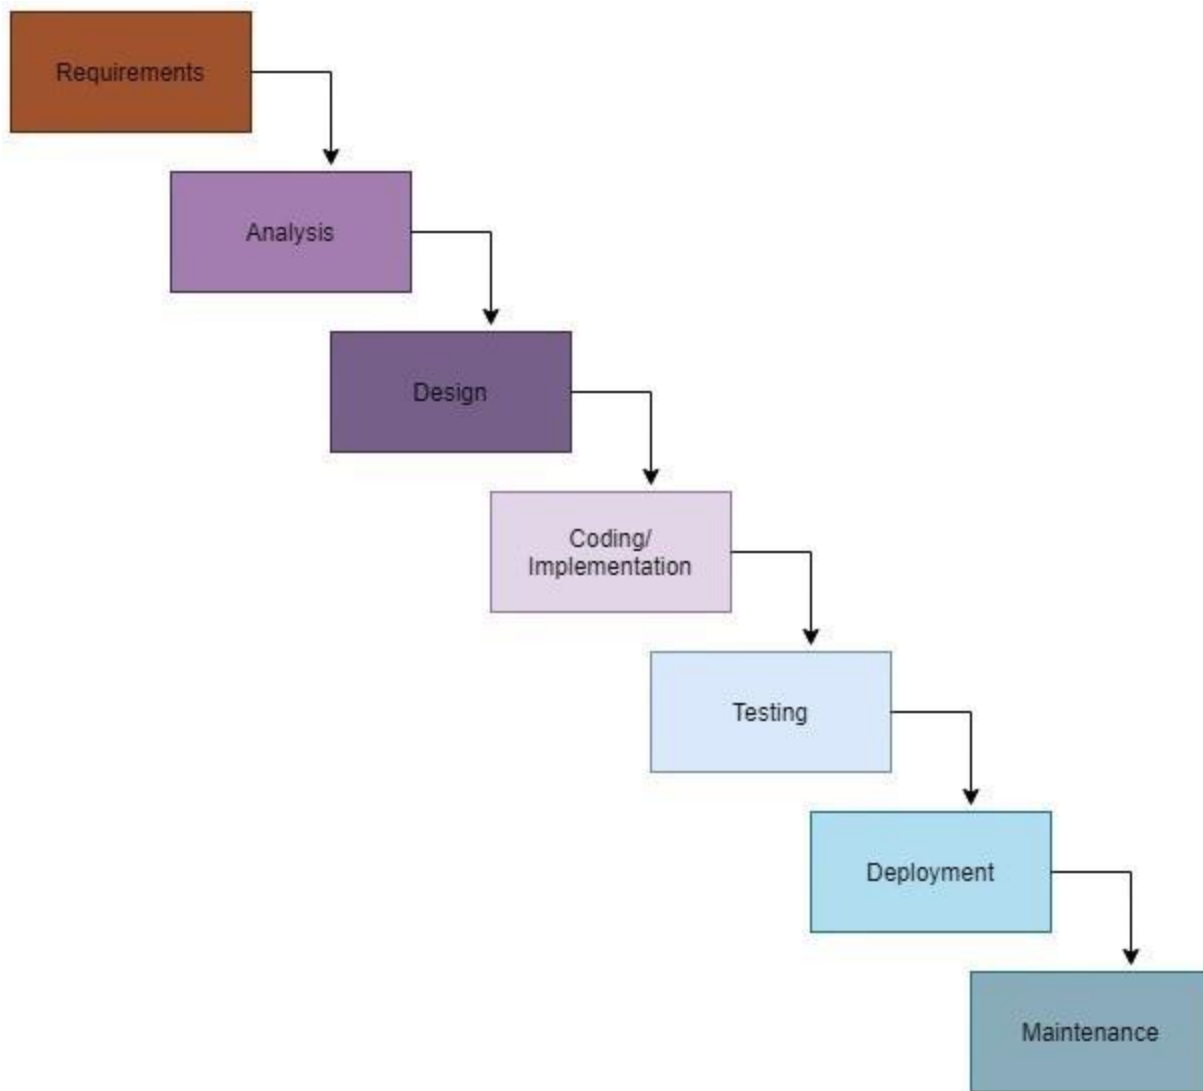 Requirements
Analysis
Design
Coding/
Implementation
Testing
Deployment
Maintenance